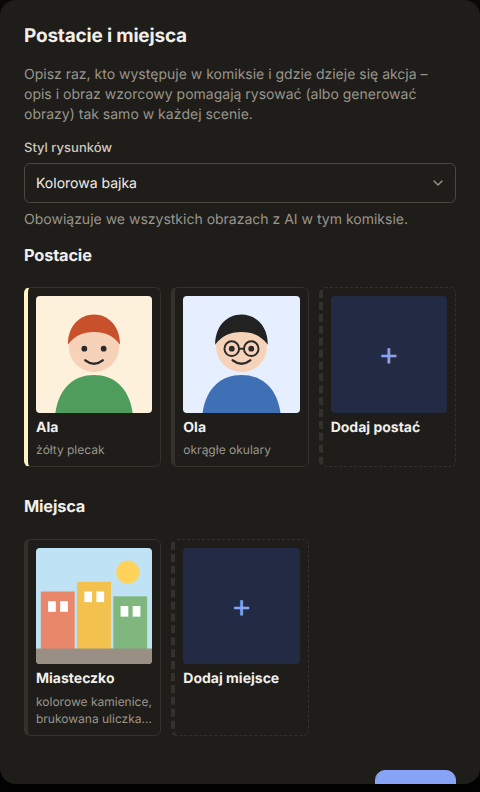 Postacie i miejsca
Opisz raz, kto występuje w komiksie i gdzie dzieje się akcja –
opis i obraz wzorcowy pomagają rysować (albo generować
obrazy) tak samo w każdej scenie.
Styl rysunków
Kolorowa bajka
Obowiązuje we wszystkich obrazach z AI w tym komiksie.
Postacie
Ala
żółty plecak
Ola
okrągłe okulary
+
Dodaj postać
Miejsca
Miasteczko
kolorowe kamienice,
brukowana uliczka...
+
Dodaj miejsce